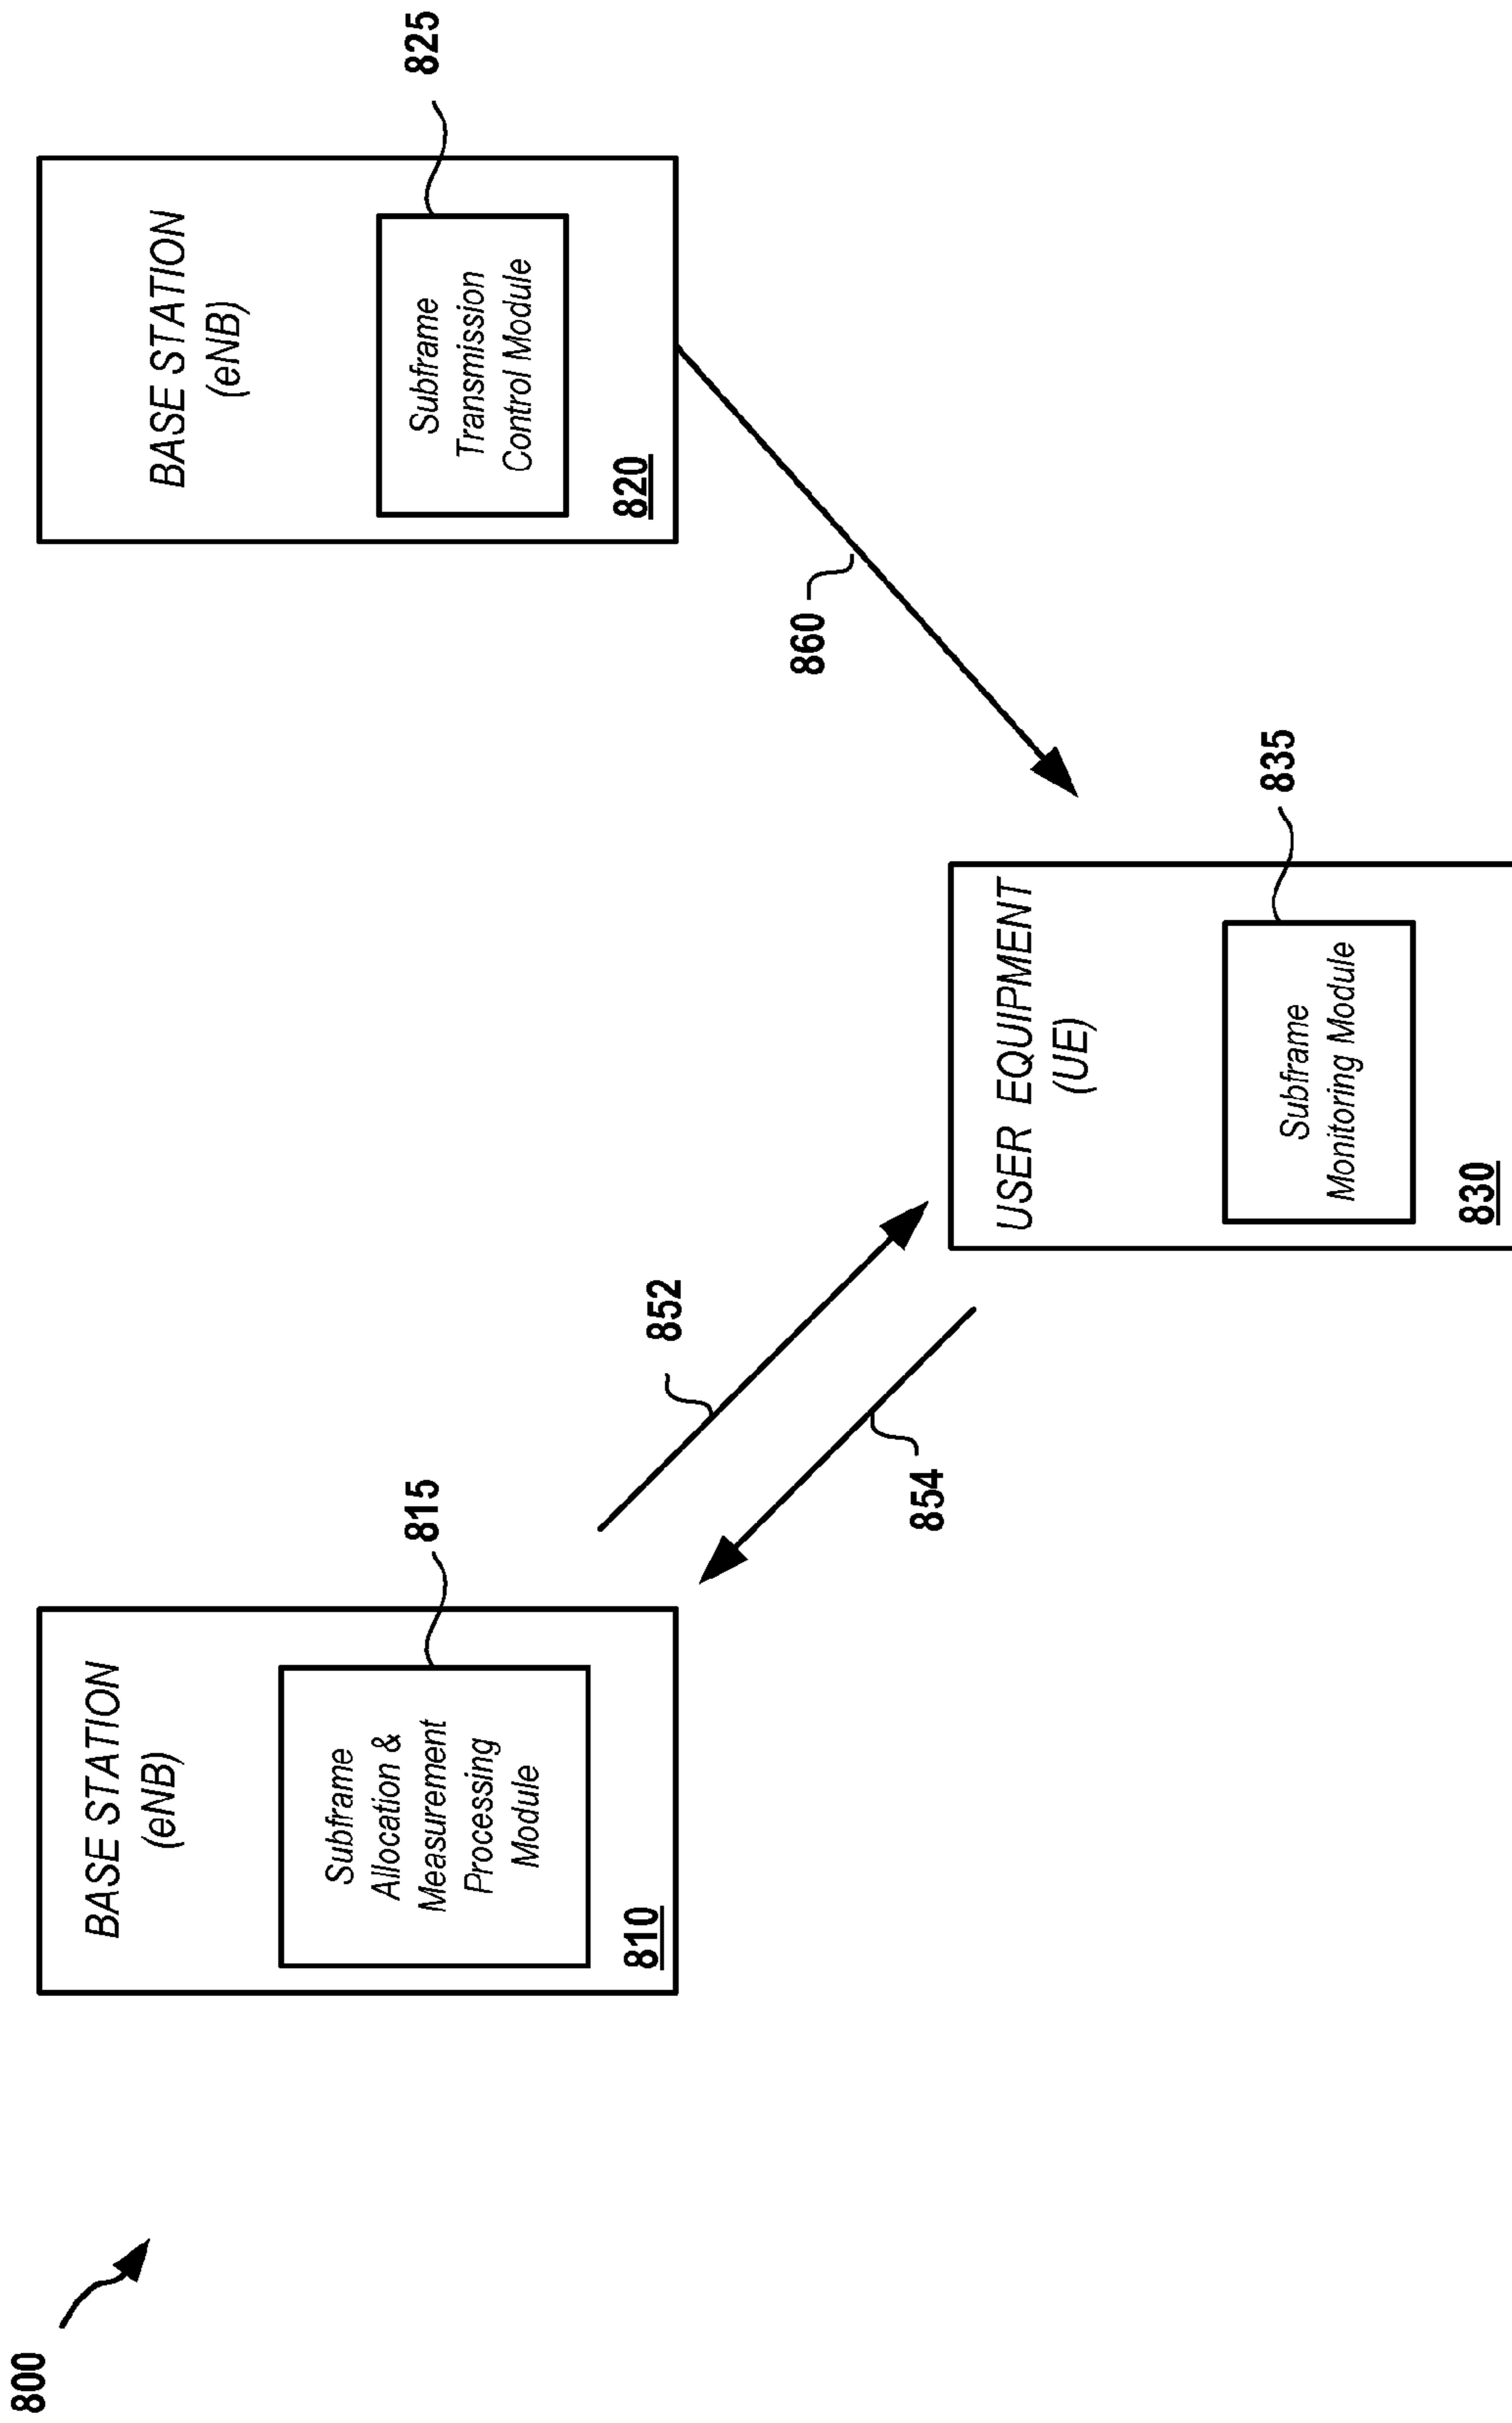 800
BASE STATION
(eNB)
Subframe
Allocation &
Measurement
Processing
Module
810
815
852
854
BASE STATION
(eNB)
Subframe
Transmission
Control Module
820
825
860
USER EQUIPMENT
(UE)
Subframe
Monitoring Module
830
835